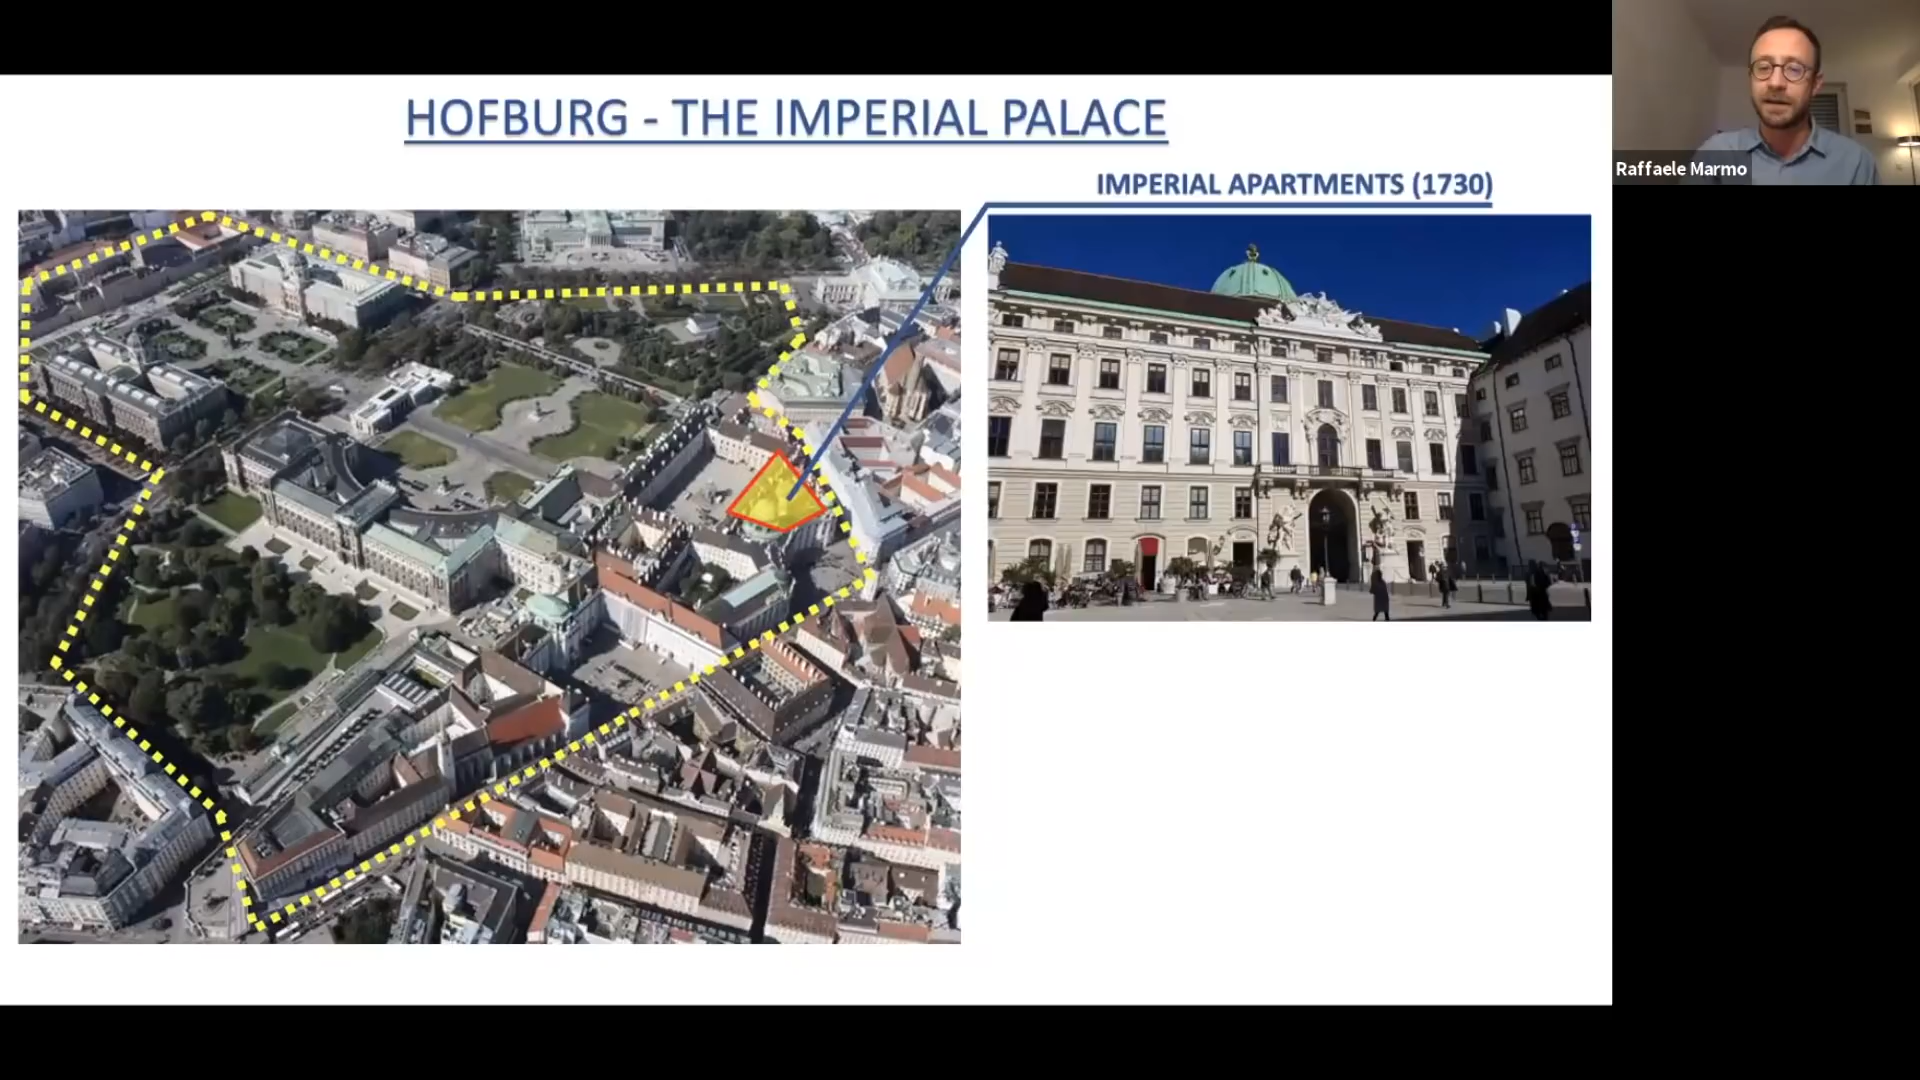 HOFBURG - THE IMPERIAL PALACE
IMPERIAL APARTMENTS (1730)
Raffaele Marmo